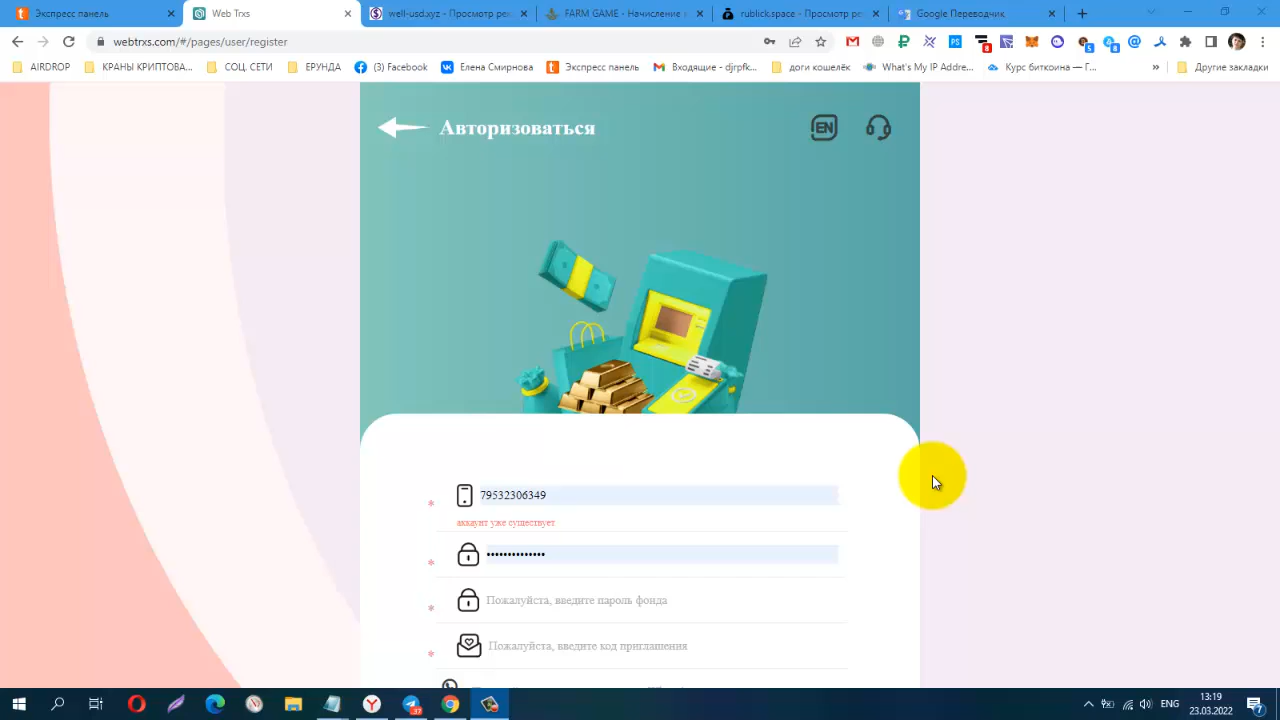 Экспресс панель
Web Trxs
well-usd.xyz - Просмотр рек
FARM GAME - Начисление
rublick.space - Просмотр ре
Google Переводчик
webtrxs.com/#/pages/user/register
AIRDROP
КРАНЫ КРИПТОВА...
СОЦ. СЕТИ
ЕРУНДА
(3) Facebook
Елена Смирнова
Экспресс панель
Входящие - djrpfk...
доги кошелёк
What's My IP Addre...
Курс биткоина — Г...
»
Другие закладки
Авторизоваться
EN
* 79532306349
аккаунт уже существует
* ••••••••••••••
* Пожалуйста, введите пароль фонда
* Пожалуйста, введите код приглашения
ENG
13:19
23.03.2022